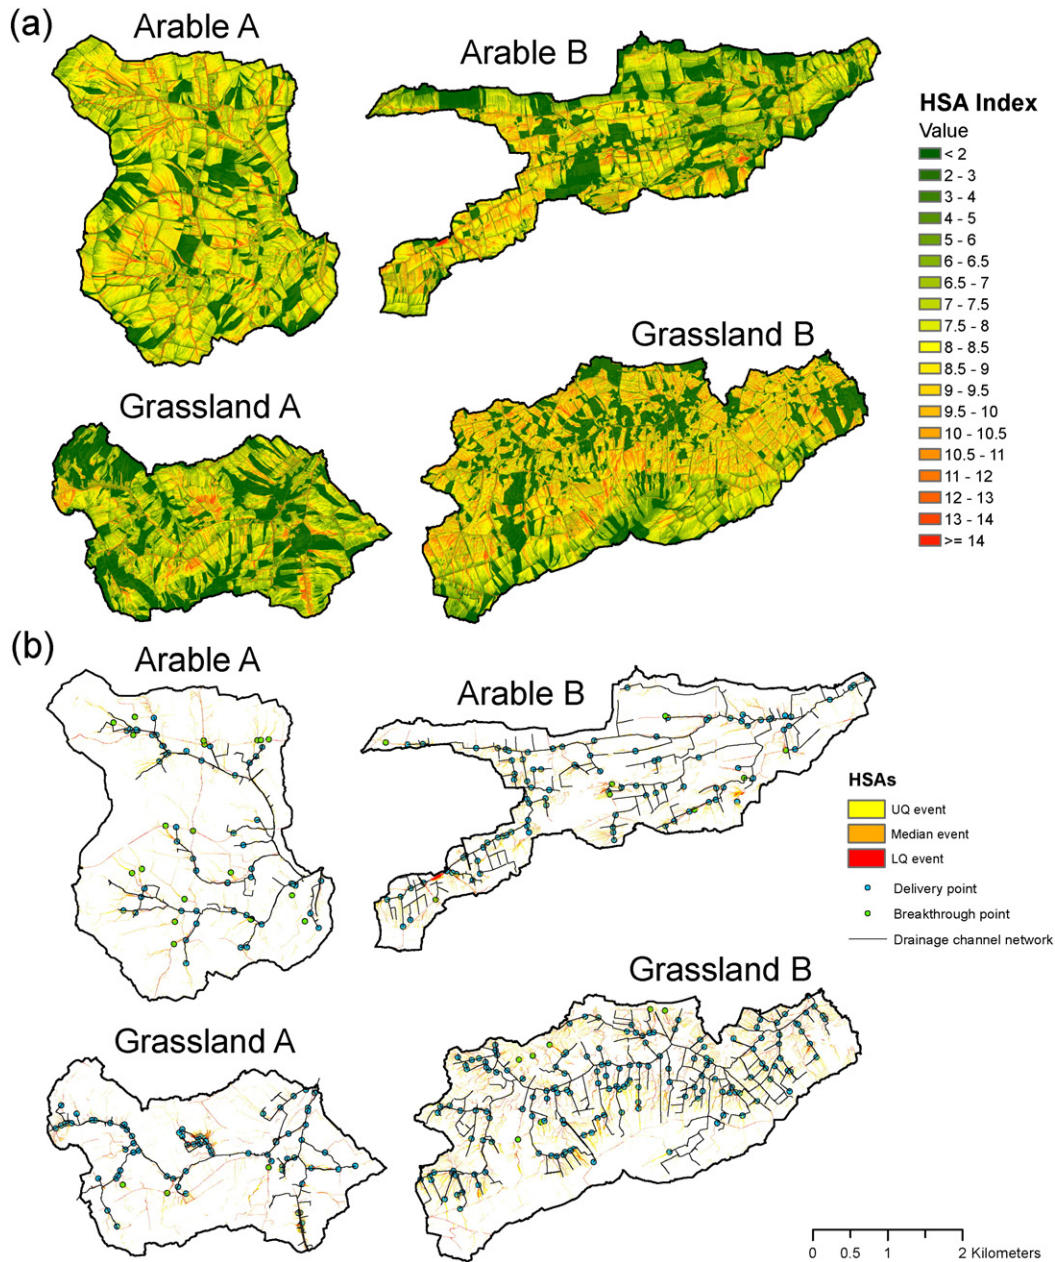 (a)
Arable A
Arable B
HSA Index
Value
< 2
2 - 3
3 - 4
4 - 5
5 - 6
6 - 6.5
6.5 - 7
7 - 7.5
7.5 - 8
8 - 8.5
8.5 - 9
9 - 9.5
9.5 - 10
10 - 10.5
10.5 - 11
11 - 12
12 - 13
13 - 14
>= 14
Grassland A
Grassland B
(b)
Arable A
Arable B
HSAs
UQ event
Median event
LQ event
Delivery point
Breakthrough point
Drainage channel network
Grassland A
Grassland B
0 0.5 1 2 Kilometers